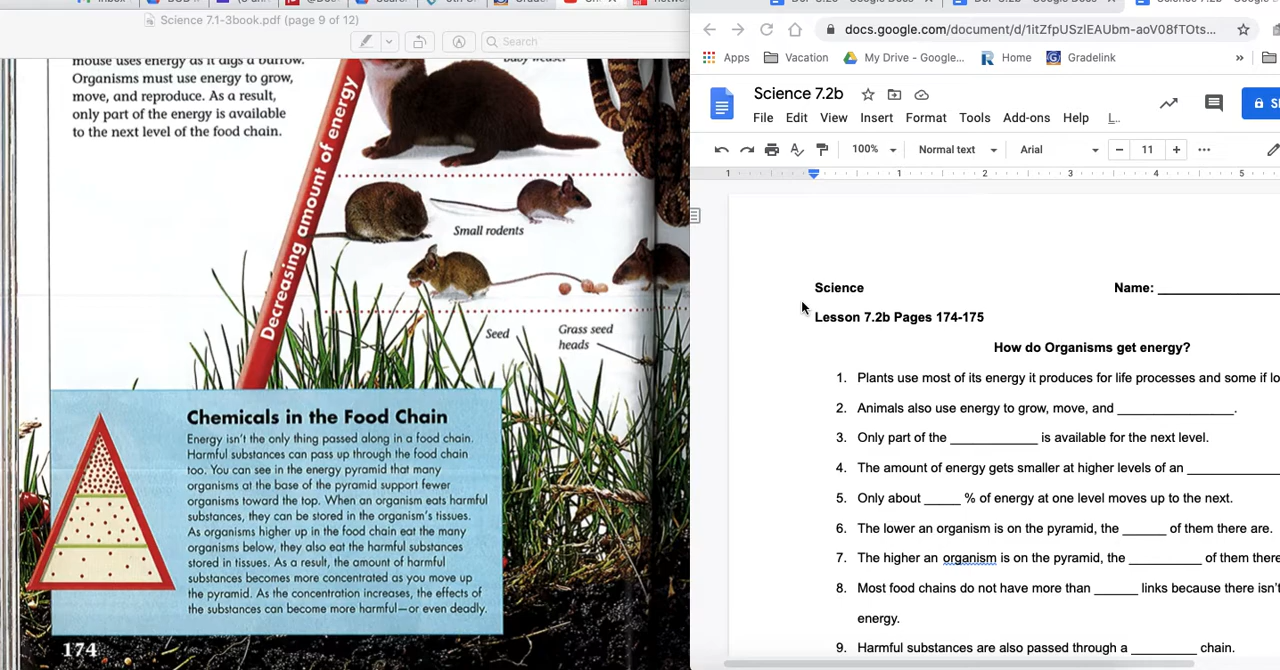 Science 7.1-3book.pdf (page 9 of 12)
Search
mouse uses energy as it digs a burrow.
Organisms must use energy to grow,
move, and reproduce. As a result,
only part of the energy is available
to the next level of the food chain.
baby weasel
Decreasing amount of energy
Small rodents
Seed
Grass seed
heads
Chemicals in the Food Chain
Energy isn't the only thing passed along in a food chain.
Harmful substances can pass up through the food chain
too. You can see in the energy pyramid that many
organisms at the base of the pyramid support fewer
organisms toward the top. When an organism eats harmful
substances, they can be stored in the organism's tissues.
As organisms higher up in the food chain eat the many
organisms below, they also eat the harmful substances
stored in tissues. As a result, the amount of harmful
substances becomes more concentrated as you move up
the pyramid. As the concentration increases, the effects of
the substances can become more harmful—or even deadly.
174
docs.google.com/document/d/1itZfpUSzlEAUbm-aoV08fTOts...
Apps Vacation My Drive - Google... Home Gradelink »
Science 7.2b
File Edit View Insert Format Tools Add-ons Help L...
100% Normal text Arial 11
1 1 2 3 4 5
Science Name: ____________
Lesson 7.2b Pages 174-175
How do Organisms get energy?
1. Plants use most of its energy it produces for life processes and some if lo
2. Animals also use energy to grow, move, and ________________.
3. Only part of the ____________ is available for the next level.
4. The amount of energy gets smaller at higher levels of an ____________
5. Only about _____ % of energy at one level moves up to the next.
6. The lower an organism is on the pyramid, the ______ of them there are.
7. The higher an organism is on the pyramid, the __________ of them there
8. Most food chains do not have more than ______ links because there isn't
energy.
9. Harmful substances are also passed through a _________ chain.